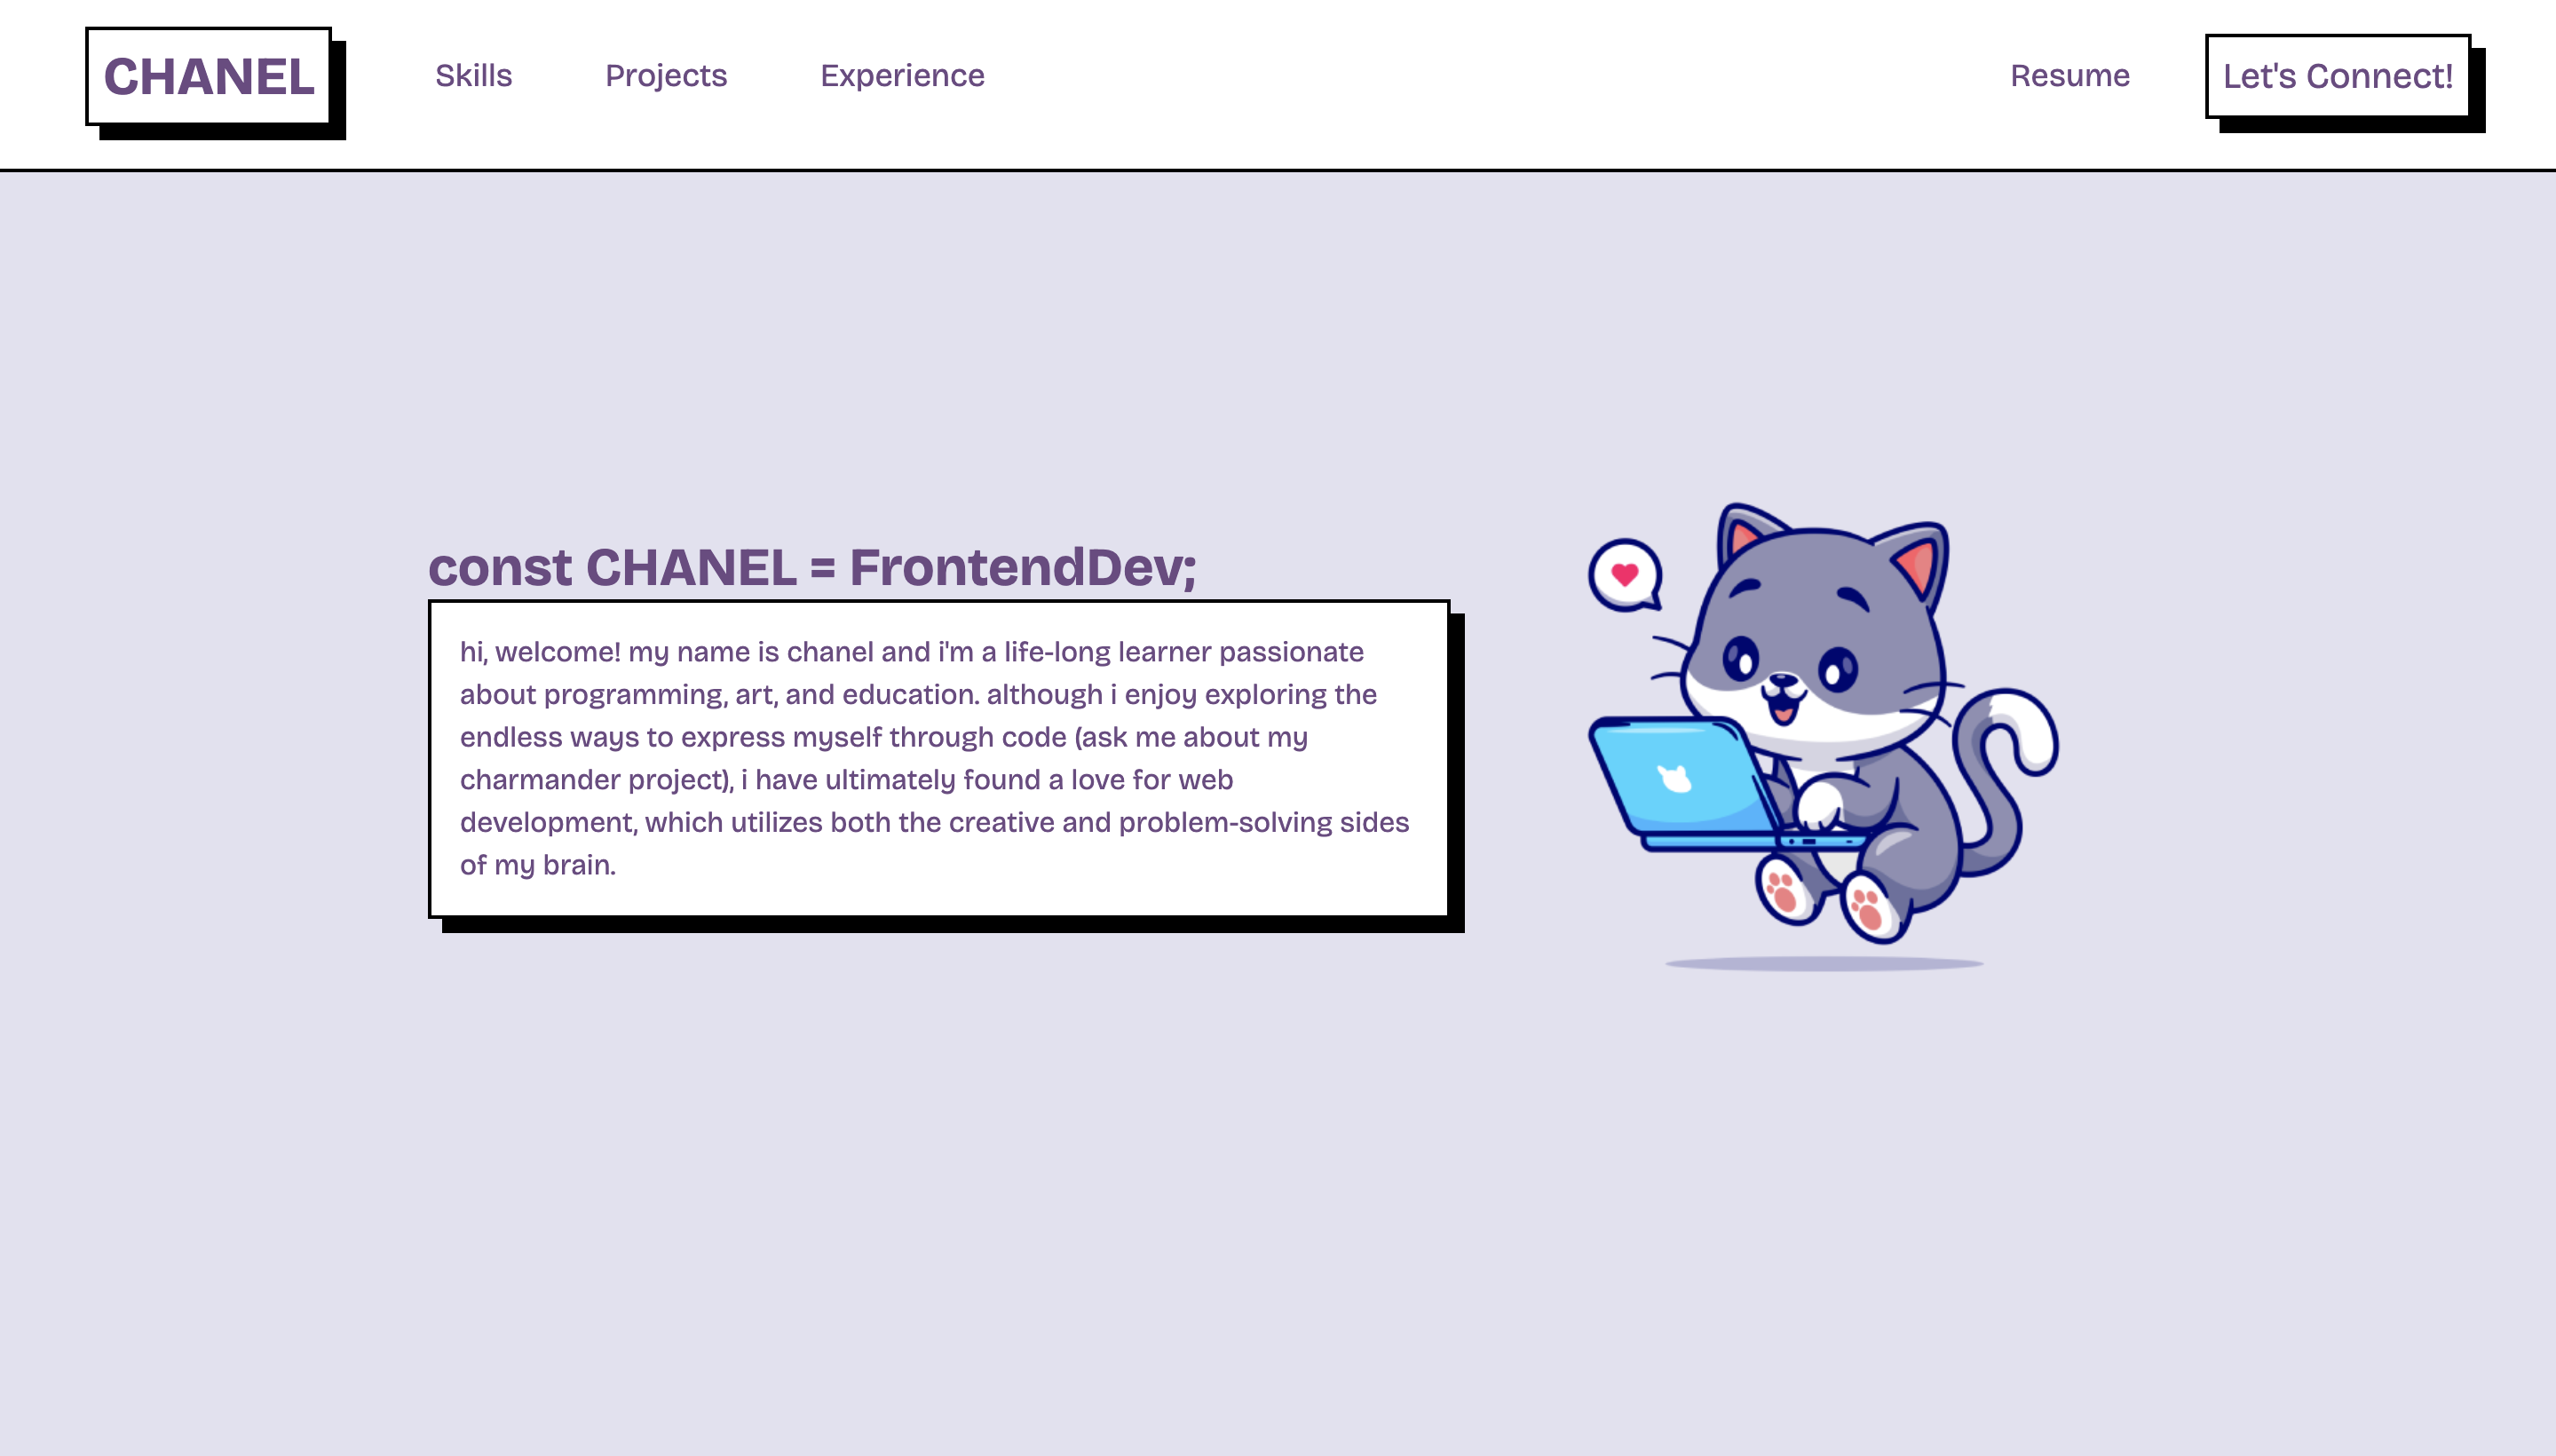 CHANEL
Skills
Projects
Experience
Resume
Let's Connect!
const CHANEL = FrontendDev;
hi, welcome! my name is chanel and i'm a life-long learner passionate
about programming, art, and education. although i enjoy exploring the
endless ways to express myself through code (ask me about my
charmander project), i have ultimately found a love for web
development, which utilizes both the creative and problem-solving sides
of my brain.